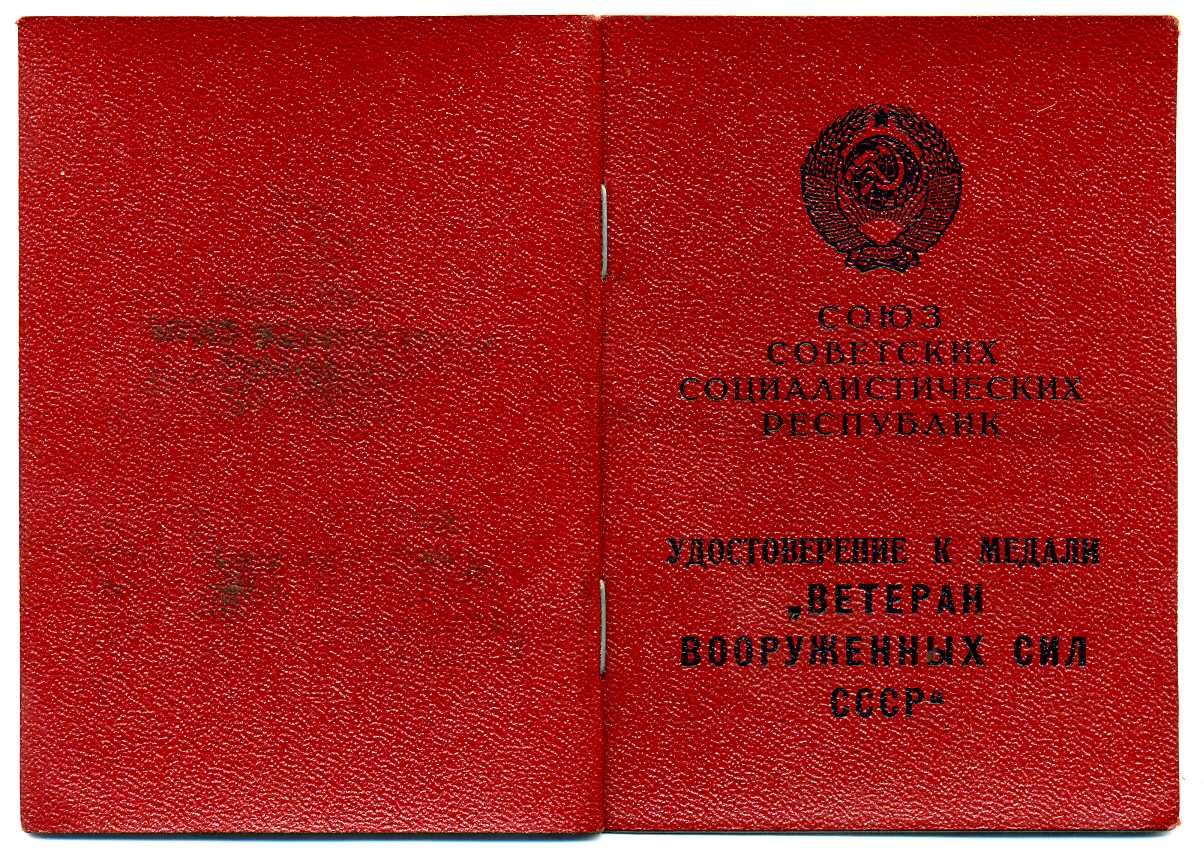 СОЮЗ
СОВЕТСКИХ
СОЦИАЛИСТИЧЕСКИХ
РЕСПУБЛИК
УДОСТОВЕРЕНИЕ К МЕДАЛИ
„ВЕТЕРАН
ВООРУЖЕННЫХ СИЛ
СССР“